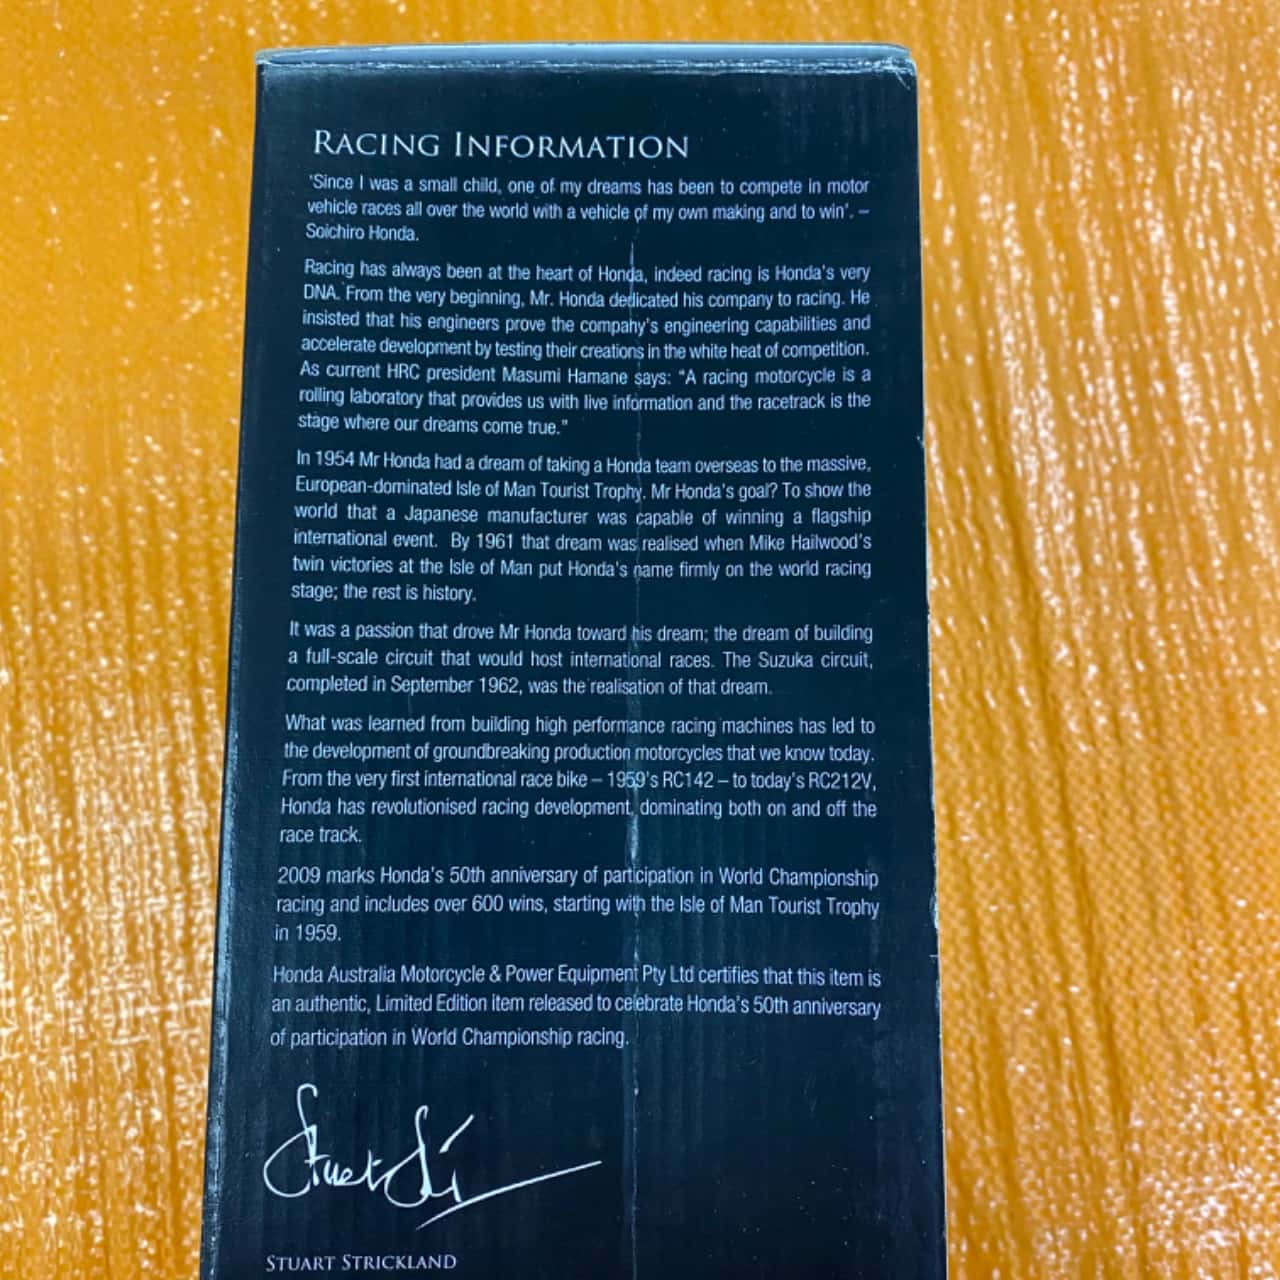 RACING INFORMATION
'Since I was a small child, one of my dreams has been to compete in motor
vehicle races all over the world with a vehicle of my own making and to win'. –
Soichiro Honda.
Racing has always been at the heart of Honda, indeed racing is Honda's very
DNA. From the very beginning, Mr. Honda dedicated his company to racing. He
insisted that his engineers prove the company's engineering capabilities and
accelerate development by testing their creations in the white heat of competition.
As current HRC president Masumi Hamane says: "A racing motorcycle is a
rolling laboratory that provides us with live information and the racetrack is the
stage where our dreams come true."
In 1954 Mr Honda had a dream of taking a Honda team overseas to the massive,
European-dominated Isle of Man Tourist Trophy. Mr Honda's goal? To show the
world that a Japanese manufacturer was capable of winning a flagship
international event. By 1961 that dream was realised when Mike Hailwood's
twin victories at the Isle of Man put Honda's name firmly on the world racing
stage; the rest is history.
It was a passion that drove Mr Honda toward his dream; the dream of building
a full-scale circuit that would host international races. The Suzuka circuit,
completed in September 1962, was the realisation of that dream.
What was learned from building high performance racing machines has led to
the development of groundbreaking production motorcycles that we know today.
From the very first international race bike – 1959's RC142 – to today's RC212V,
Honda has revolutionised racing development, dominating both on and off the
race track.
2009 marks Honda's 50th anniversary of participation in World Championship
racing and includes over 600 wins, starting with the Isle of Man Tourist Trophy
in 1959.
Honda Australia Motorcycle & Power Equipment Pty Ltd certifies that this item is
an authentic, Limited Edition item released to celebrate Honda's 50th anniversary
of participation in World Championship racing.
STUART STRICKLAND